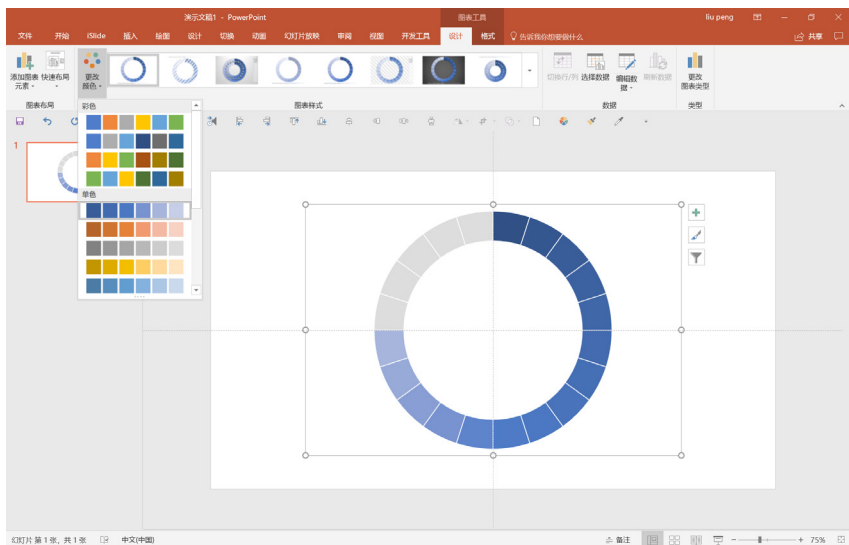 演示文稿1 - PowerPoint
图表工具
liu peng
文件 开始 iSlide 插入 绘图 设计 切换 动画 幻灯片放映 审阅 视图 开发工具 设计 格式 告诉我你想要做什么 共享
添加图表元素 快速布局 更改颜色 切换行/列 选择数据 编辑数据 刷新数据 更改图表类型
图表布局 图表样式 数据 类型
彩色
1
单色
幻灯片 第 1 张，共 1 张 中文(中国) 备注 75%